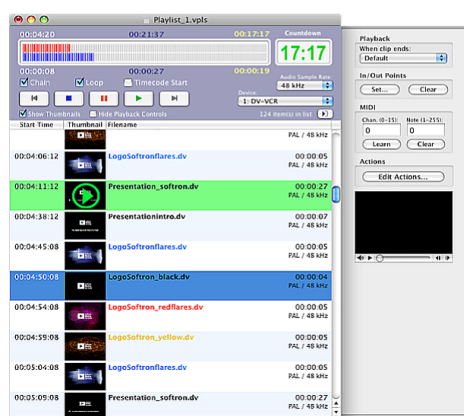 Playlist_1.vpls
00:04:20 00:21:37 00:17:17 Countdown
17:17
00:00:08 00:00:27 00:00:19
Chain Loop Timecode Start
Audio Sample Rate:
48 kHz
Device:
1: DV-VCR
Show Thumbnails Hide Playback Controls 124 item(s) in list
Start Time Thumbnail Filename
PAL / 48 kHz
00:04:06:12 LogoSoftronflares.dv 00:00:05
PAL / 48 kHz
00:04:11:12 Presentation_softron.dv 00:00:27
PAL / 48 kHz
00:04:38:12 Presentationintro.dv 00:00:07
PAL / 48 kHz
00:04:45:08 LogoSoftronflares.dv 00:00:05
PAL / 48 kHz
00:04:50:08 LogoSoftron_black.dv 00:00:04
PAL / 48 kHz
00:04:54:08 LogoSoftron_redflares.dv 00:00:05
PAL / 48 kHz
00:04:59:08 LogoSoftron_yellow.dv 00:00:05
PAL / 48 kHz
00:05:04:08 LogoSoftronflares.dv 00:00:05
PAL / 48 kHz
00:05:09:08 Presentation_softron.dv 00:00:27
PAL / 48 kHz
Playback
When clip ends:
Default
In/Out Points
Set... Clear
MIDI
Chan. (0-15): Note (1-255):
0 0
Learn Clear
Actions
Edit Actions...